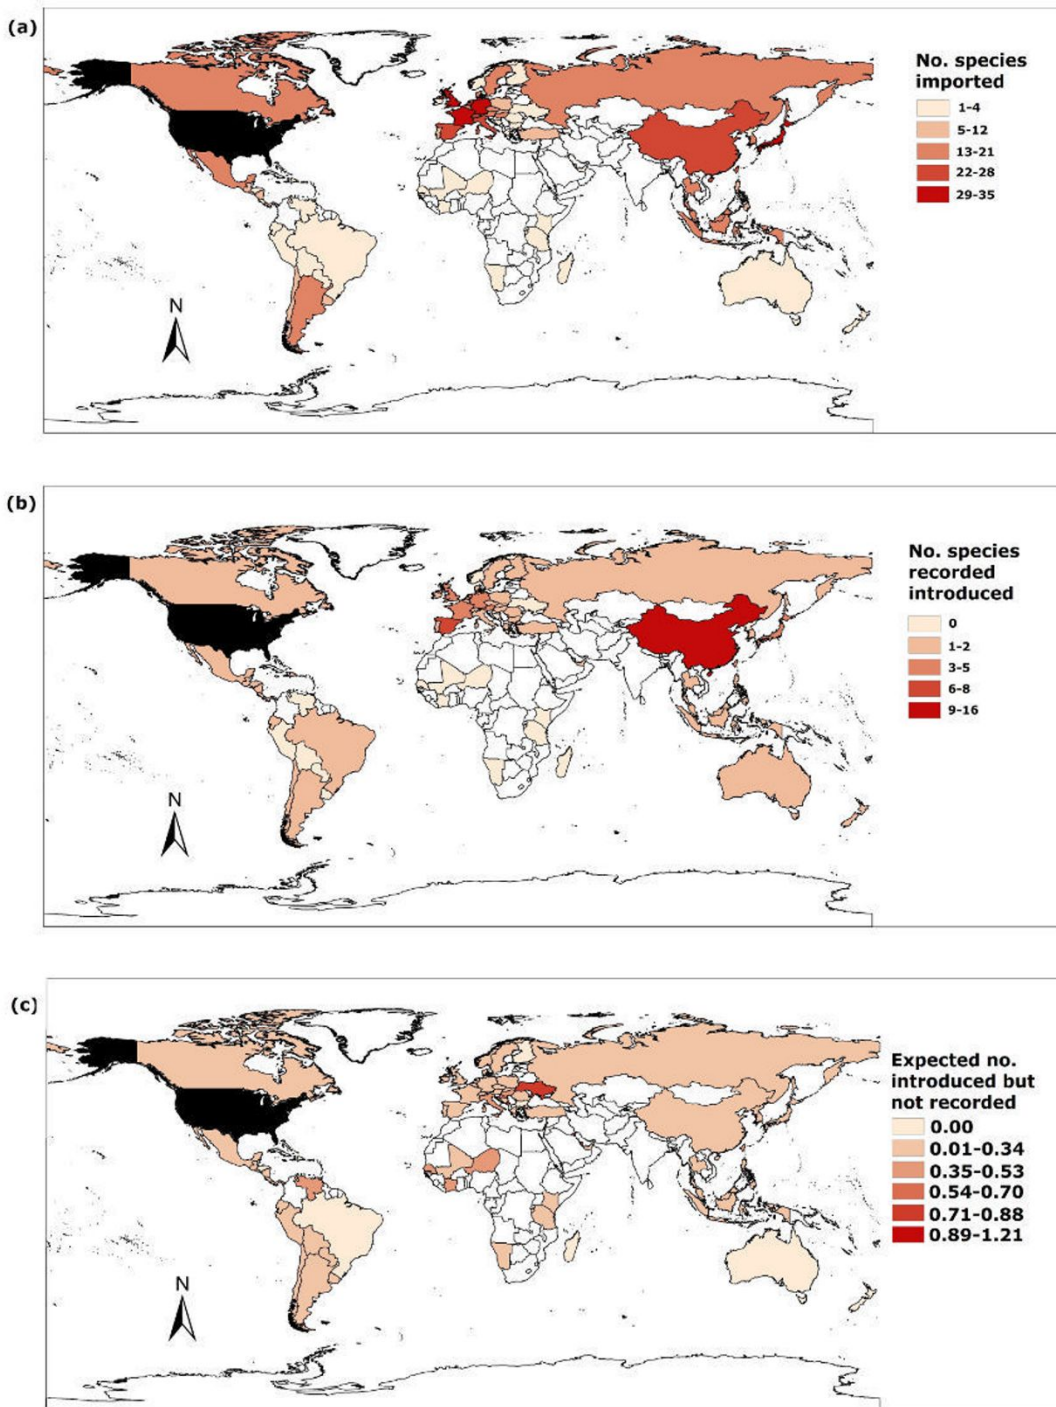 (a)
No. species
imported
1-4
5-12
13-21
22-28
29-35
N
(b)
No. species
recorded
introduced
0
1-2
3-5
6-8
9-16
N
(c)
Expected no.
introduced but
not recorded
0.00
0.01-0.34
0.35-0.53
0.54-0.70
0.71-0.88
0.89-1.21
N